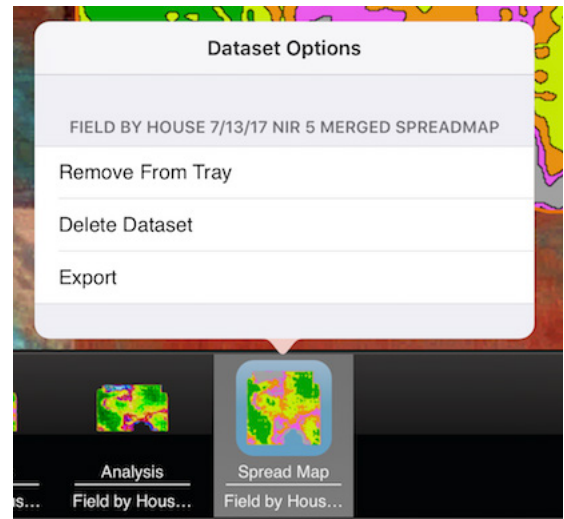 Dataset Options
FIELD BY HOUSE 7/13/17 NIR 5 MERGED SPREADMAP
Remove From Tray
Delete Dataset
Export
Analysis
Spread Map
us...
Field by Hous...
Field by Hous...